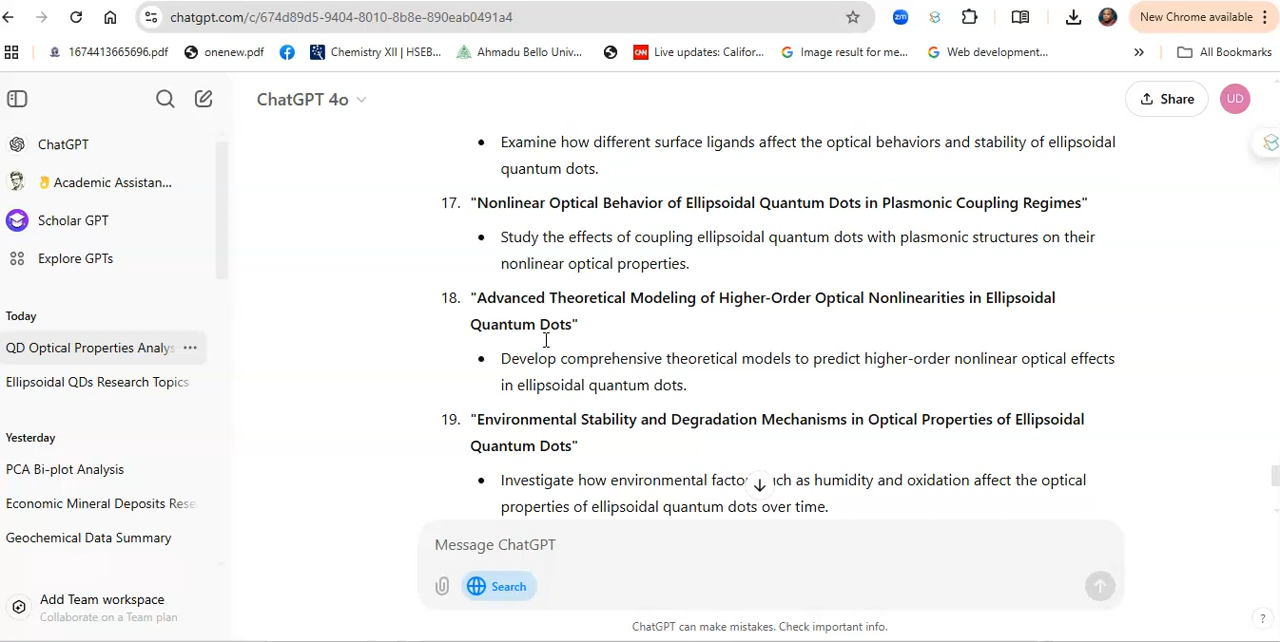 chatgpt.com/c/674d89d5-9404-8010-8b8e-890eab0491a4
zm
New Chrome available
1674413665696.pdf
onenew.pdf
Chemistry XII | HSEB...
Ahmadu Bello Univ...
CNN
Live updates: Califor...
Image result for me...
Web development...
»
All Bookmarks
ChatGPT 4o
Share
UD
ChatGPT
Academic Assistan...
Scholar GPT
Explore GPTs
Today
QD Optical Properties Analys
Ellipsoidal QDs Research Topics
Yesterday
PCA Bi-plot Analysis
Economic Mineral Deposits Rese
Geochemical Data Summary
Add Team workspace
Collaborate on a Team plan
• Examine how different surface ligands affect the optical behaviors and stability of ellipsoidal
quantum dots.
17. "Nonlinear Optical Behavior of Ellipsoidal Quantum Dots in Plasmonic Coupling Regimes"
• Study the effects of coupling ellipsoidal quantum dots with plasmonic structures on their
nonlinear optical properties.
18. "Advanced Theoretical Modeling of Higher-Order Optical Nonlinearities in Ellipsoidal
Quantum Dots"
• Develop comprehensive theoretical models to predict higher-order nonlinear optical effects
in ellipsoidal quantum dots.
19. "Environmental Stability and Degradation Mechanisms in Optical Properties of Ellipsoidal
Quantum Dots"
• Investigate how environmental facto uch as humidity and oxidation affect the optical
properties of ellipsoidal quantum dots over time.
Message ChatGPT
Search
ChatGPT can make mistakes. Check important info.
?